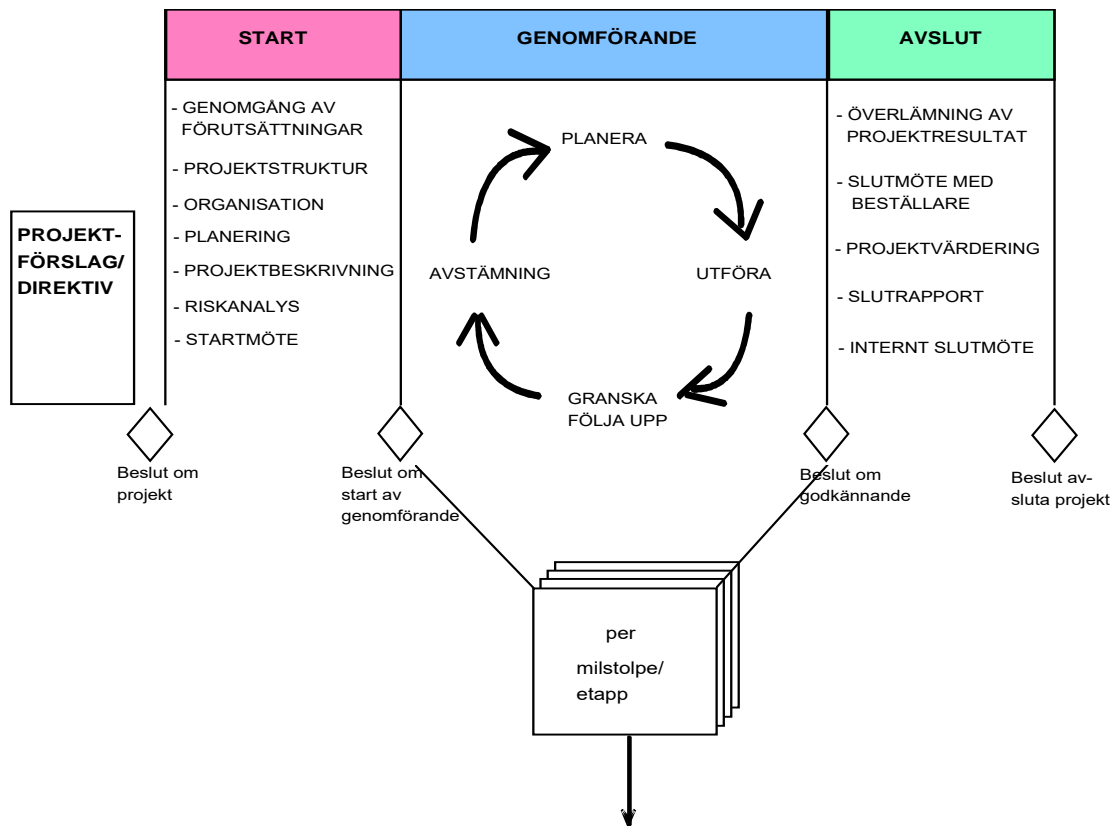 START
GENOMFÖRANDE
AVSLUT
PROJEKT-
FÖRSLAG/
DIREKTIV
- GENOMGÅNG AV
FÖRUTSÄTTNINGAR
- PROJEKTSTRUKTUR
- ORGANISATION
- PLANERING
- PROJEKTBESKRIVNING
- RISKANALYS
- STARTMÖTE
PLANERA
UTFÖRA
GRANSKA
FÖLJA UPP
AVSTÄMNING
- ÖVERLÄMNING AV
PROJEKTRESULTAT
- SLUTMÖTE MED
BESTÄLLARE
- PROJEKTVÄRDERING
- SLUTRAPPORT
- INTERNT SLUTMÖTE
Beslut om
projekt
Beslut om
start av
genomförande
Beslut om
godkännande
Beslut av-
sluta projekt
per
milstolpe/
etapp